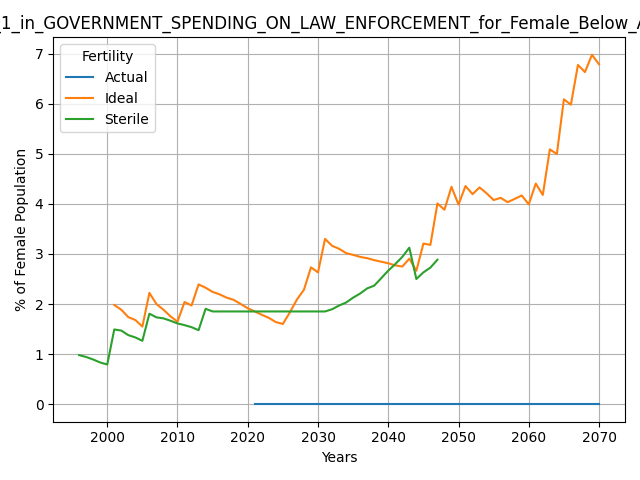 _1_in_GOVERNMENT_SPENDING_ON_LAW_ENFORCEMENT_for_Female_Below_
Fertility
Actual
Ideal
Sterile
% of Female Population
7
6
5
4
3
2
1
0
2000 2010 2020 2030 2040 2050 2060 2070
Years